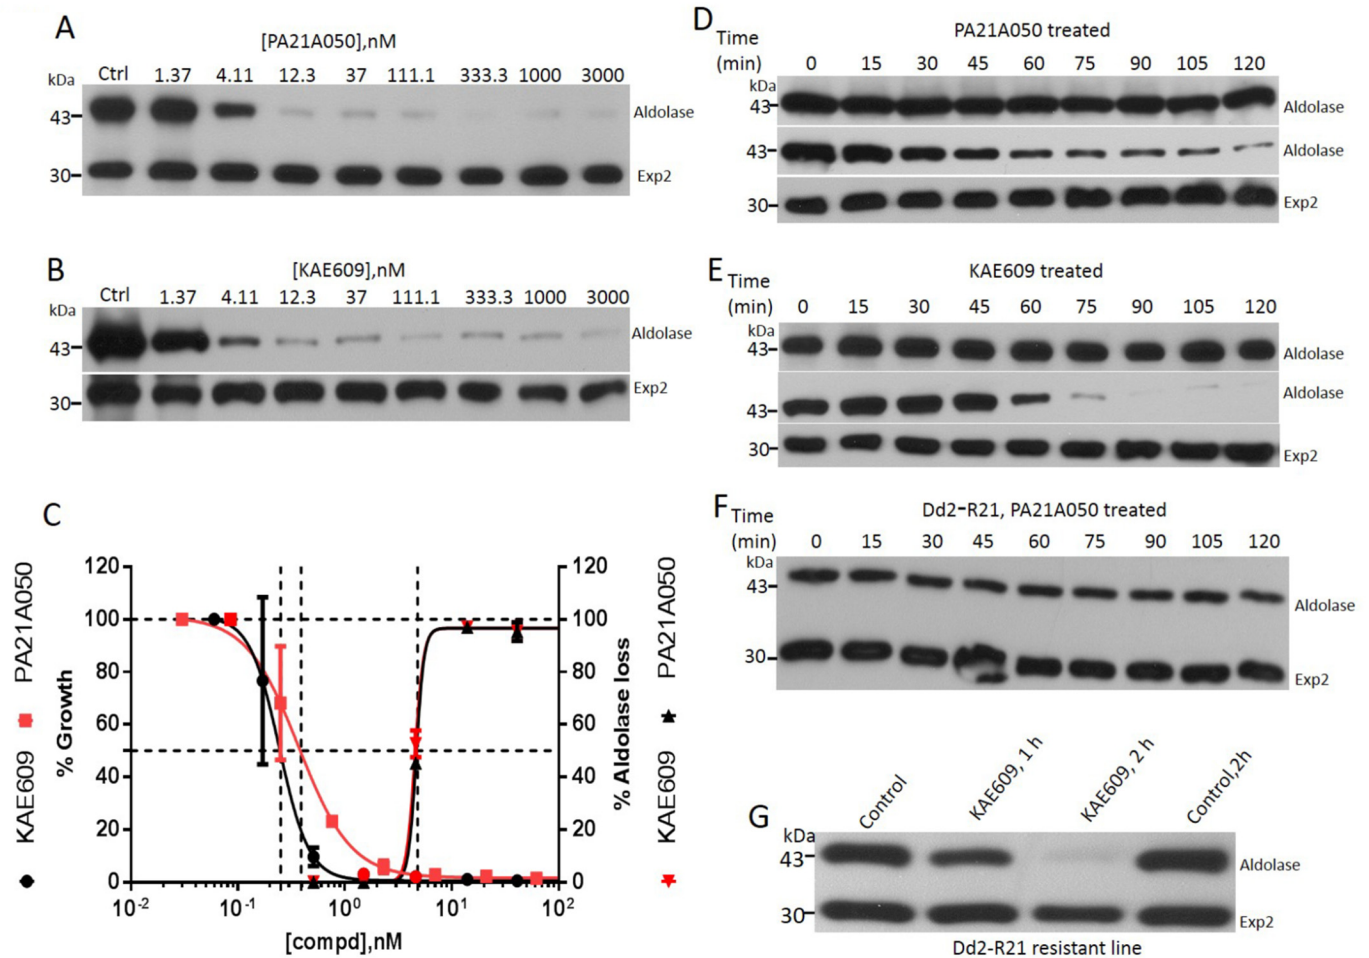 A
[PA21A050],nM
kDa Ctrl 1.37 4.11 12.3 37 111.1 333.3 1000 3000
43
Aldolase
30
Exp2
B
[KAE609],nM
kDa Ctrl 1.37 4.11 12.3 37 111.1 333.3 1000 3000
43
Aldolase
30
Exp2
C
KAE609 PA21A050
% Growth
120 100 80 60 40 20 0
10-2 10-1 100 101 102
[compd],nM
120 100 80 60 40 20 0
% Aldolase loss
KAE609 PA21A050
D
PA21A050 treated
Time
(min) 0 15 30 45 60 75 90 105 120
kDa
43
Aldolase
43
Aldolase
30
Exp2
E
KAE609 treated
Time
(min) 0 15 30 45 60 75 90 105 120
kDa
43
Aldolase
43
Aldolase
30
Exp2
F
Dd2-R21, PA21A050 treated
Time
(min) 0 15 30 45 60 75 90 105 120
kDa
43
Aldolase
30
Exp2
G
Control KAE609, 1 h KAE609, 2 h Control,2h
kDa
43
Aldolase
30
Exp2
Dd2-R21 resistant line